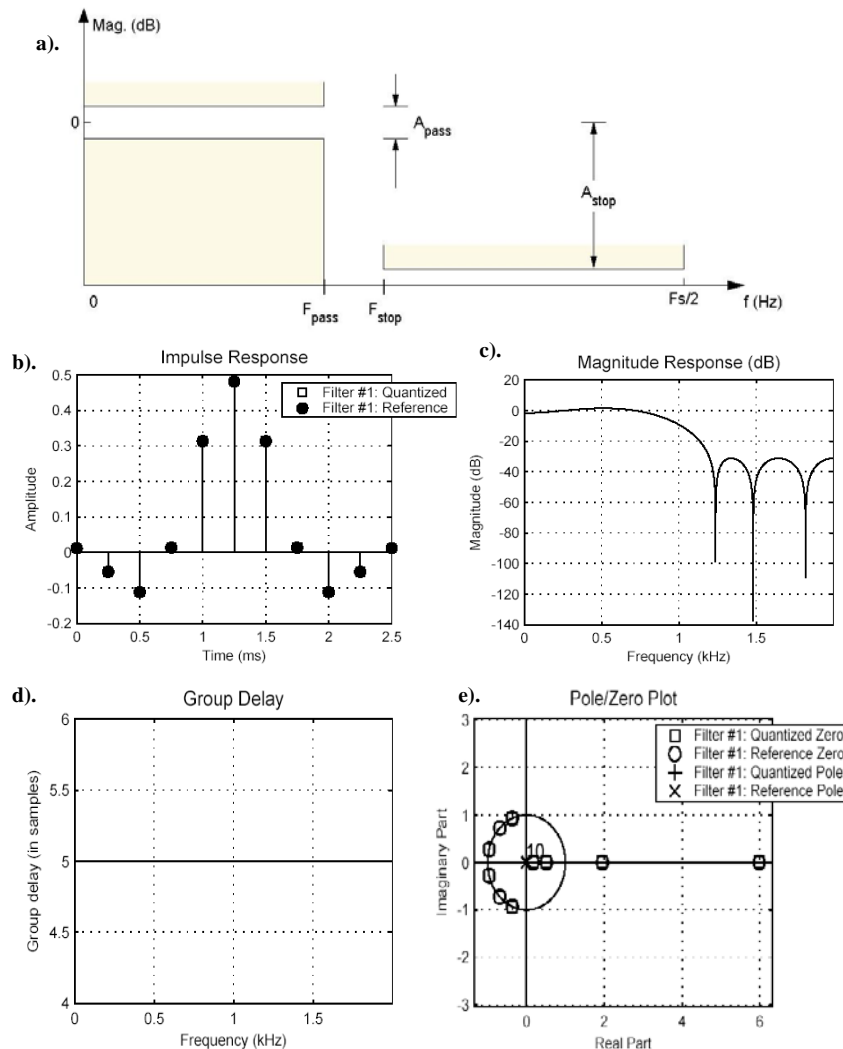 a).
Mag. (dB)
0
A_pass
A_stop
0
F_pass
F_stop
Fs/2
f (Hz)
b).
Impulse Response
0.5
0.4
0.3
0.2
0.1
0
-0.1
-0.2
Filter #1: Quantized
Filter #1: Reference
Amplitude
0
0.5
1
1.5
2
2.5
Time (ms)
c).
Magnitude Response (dB)
20
0
-20
-40
-60
-80
-100
-120
-140
Magnitude (dB)
0
0.5
1
1.5
Frequency (kHz)
d).
Group Delay
6
5.5
5
4.5
4
Group delay (in samples)
0
0.5
1
1.5
Frequency (kHz)
e).
Pole/Zero Plot
3
2
1
0
-1
-2
-3
Filter #1: Quantized Zero
Filter #1: Reference Zero
Filter #1: Quantized Pole
Filter #1: Reference Pole
10
Imaginary Part
0
2
4
6
Real Part